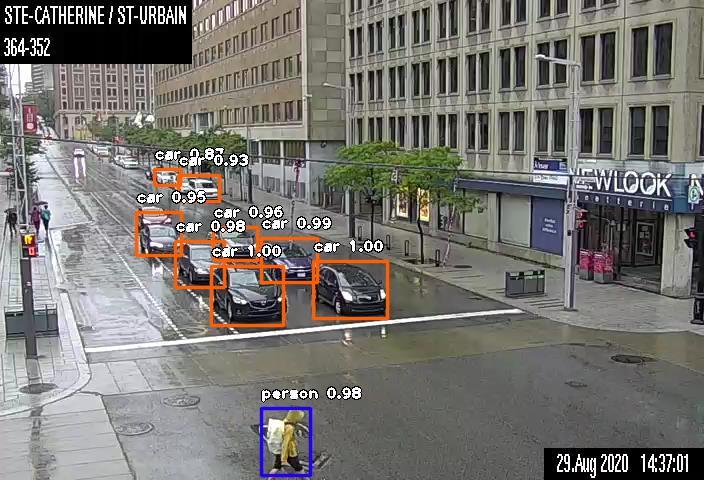 STE-CATHERINE / ST-URBAIN
364-352
car 0.87
car 0.93
car 0.95
car 0.96
car 0.98
car 0.99
car 1.00
car 1.00
NEWLOOK
person 0.98
29.Aug 2020 14:37:01